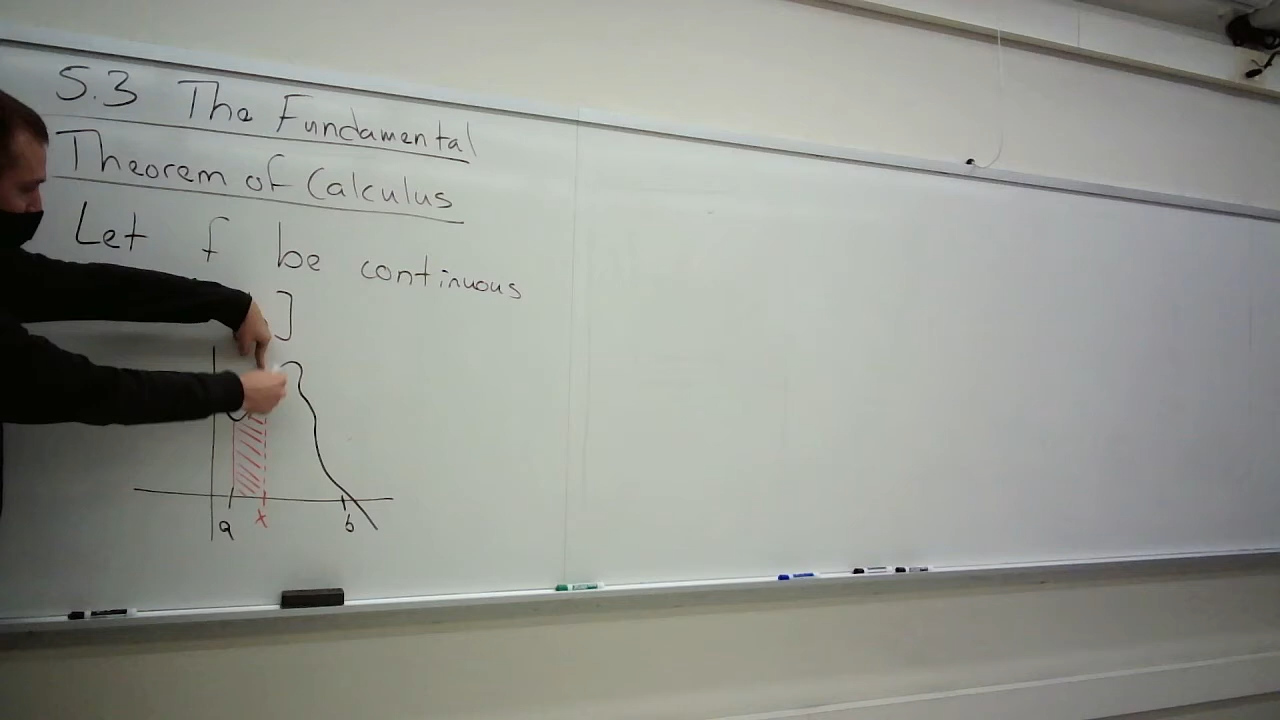 5.3 The Fundamental
Theorem of Calculus
Let f be continuous
]
a x b